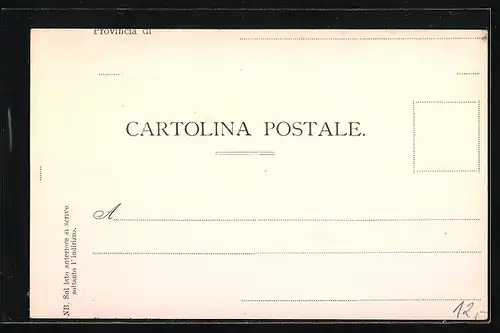 Provincia di
CARTOLINA POSTALE.
A
NB. Sul lato anteriore si scrive
soltanto l'indirizzo.
12,-